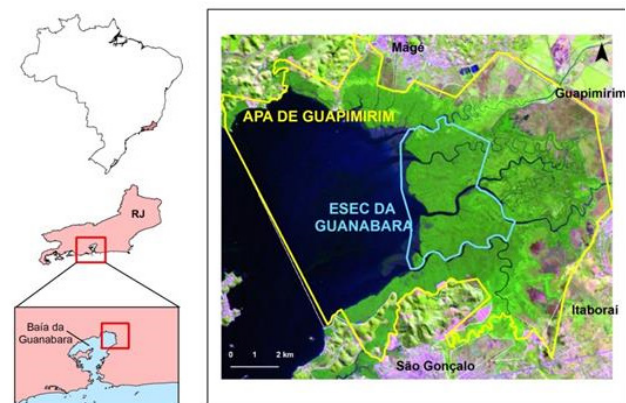 RJ
Baía da
Guanabara
Magé
Guapimirim
APA DE GUAPIMIRIM
ESEC DA
GUANABARA
Itaboraí
São Gonçalo
0 1 2 km